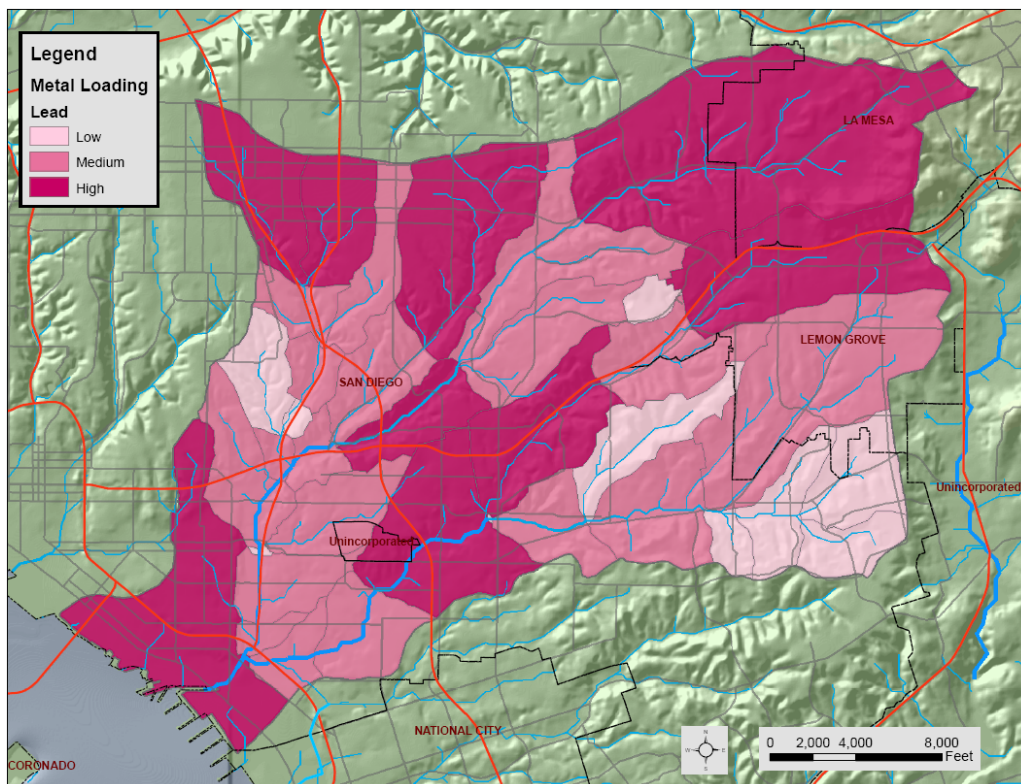 Legend
Metal Loading
Lead
Low
Medium
High
LA MESA
LEMON GROVE
SAN DIEGO
Unincorporated
Unincorporated
NATIONAL CITY
CORONADO
N
W E
S
0 2,000 4,000 8,000
Feet